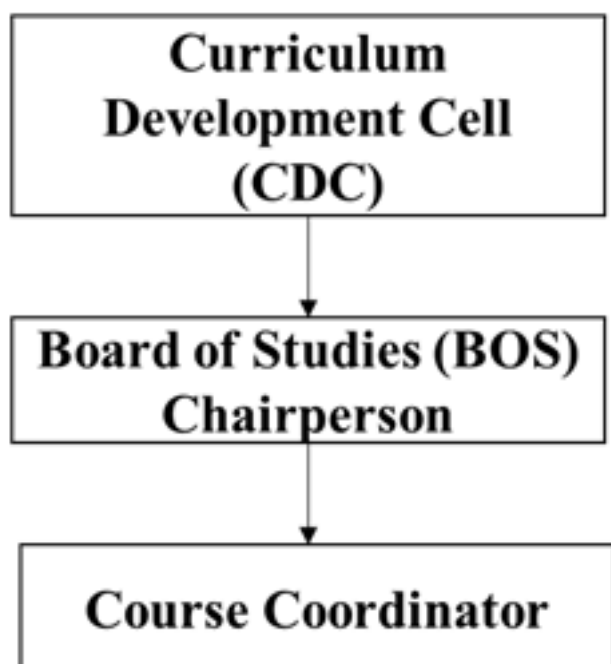 Curriculum
Development Cell
(CDC)
Board of Studies (BOS)
Chairperson
Course Coordinator